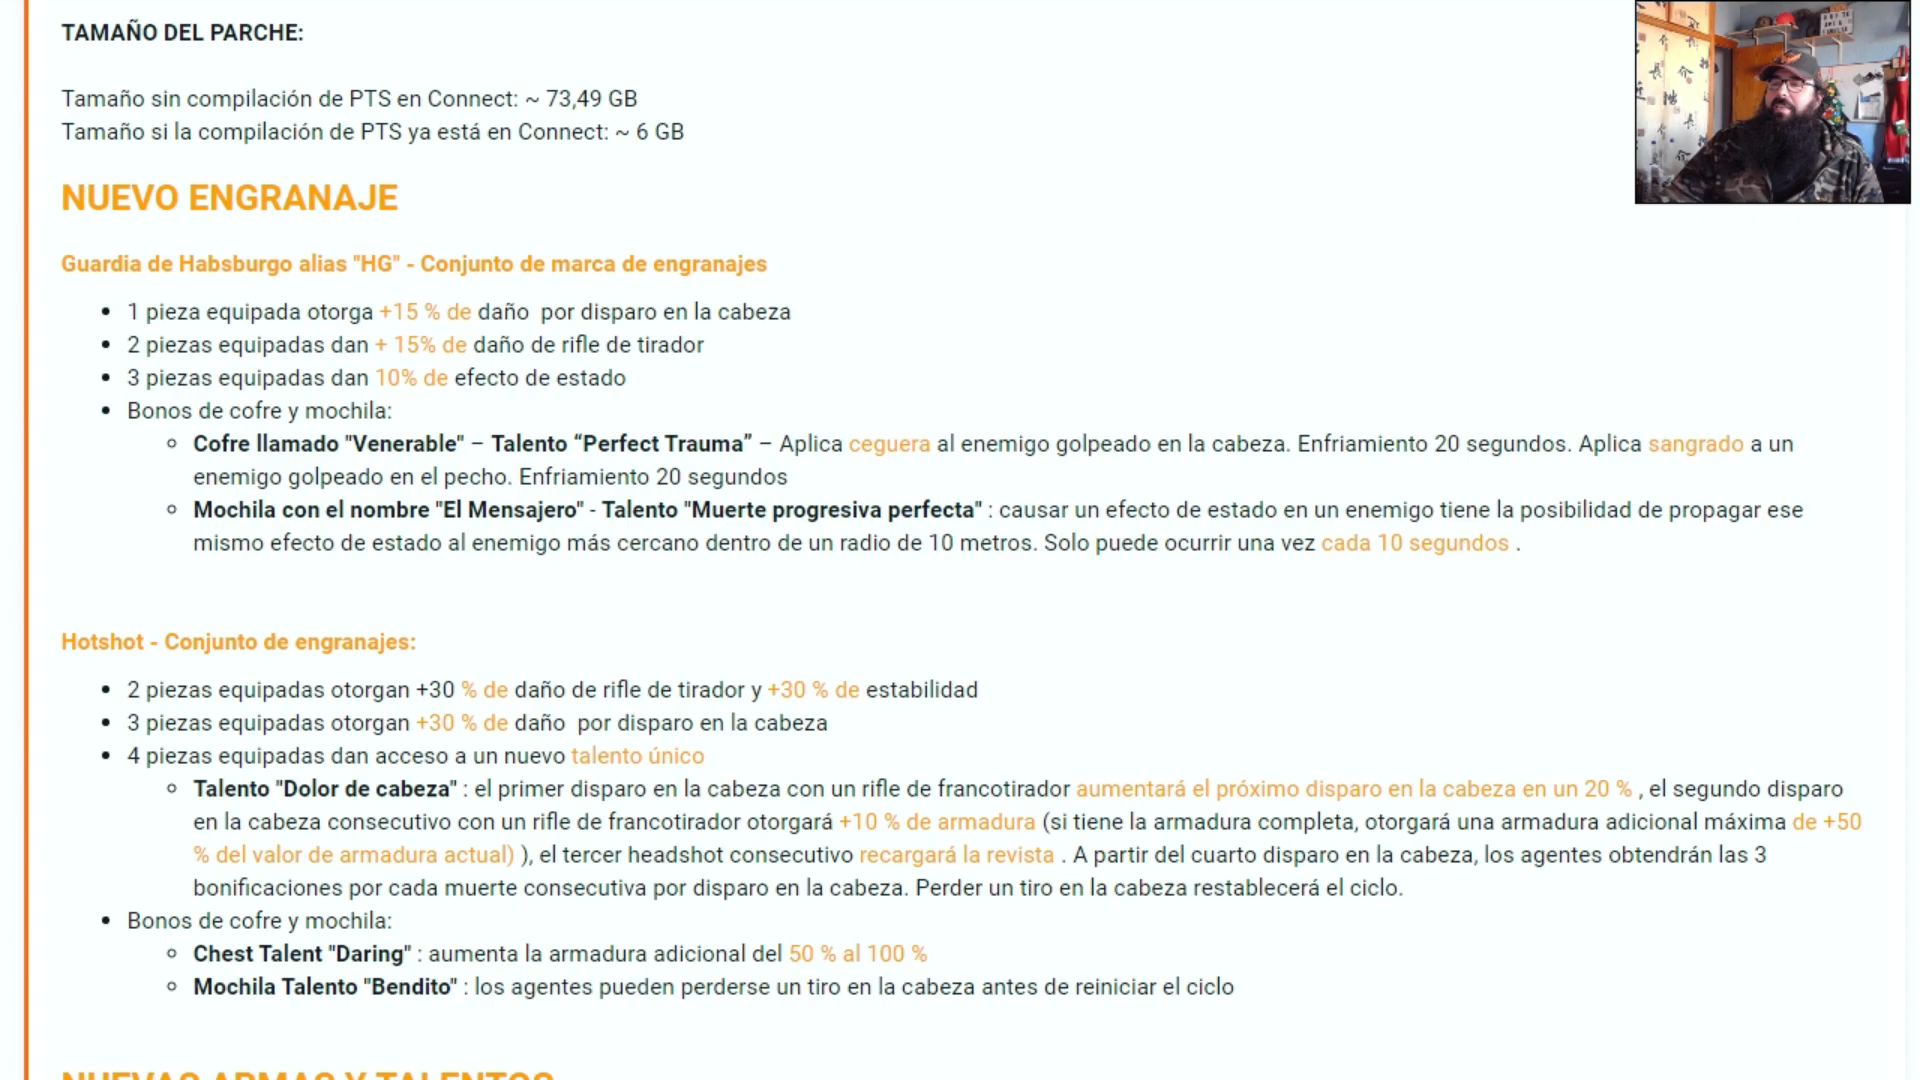 TAMAÑO DEL PARCHE:
Tamaño sin compilación de PTS en Connect: ~ 73,49 GB
Tamaño si la compilación de PTS ya está en Connect: ~ 6 GB
NUEVO ENGRANAJE
Guardia de Habsburgo alias "HG" - Conjunto de marca de engranajes
• 1 pieza equipada otorga +15 % de daño por disparo en la cabeza
• 2 piezas equipadas dan + 15% de daño de rifle de tirador
• 3 piezas equipadas dan 10% de efecto de estado
• Bonos de cofre y mochila:
◦ Cofre llamado "Venerable" – Talento “Perfect Trauma” – Aplica ceguera al enemigo golpeado en la cabeza. Enfriamiento 20 segundos. Aplica sangrado a un
enemigo golpeado en el pecho. Enfriamiento 20 segundos
◦ Mochila con el nombre "El Mensajero" - Talento "Muerte progresiva perfecta" : causar un efecto de estado en un enemigo tiene la posibilidad de propagar ese
mismo efecto de estado al enemigo más cercano dentro de un radio de 10 metros. Solo puede ocurrir una vez cada 10 segundos .
Hotshot - Conjunto de engranajes:
• 2 piezas equipadas otorgan +30 % de daño de rifle de tirador y +30 % de estabilidad
• 3 piezas equipadas otorgan +30 % de daño por disparo en la cabeza
• 4 piezas equipadas dan acceso a un nuevo talento único
◦ Talento "Dolor de cabeza" : el primer disparo en la cabeza con un rifle de francotirador aumentará el próximo disparo en la cabeza en un 20 % , el segundo disparo
en la cabeza consecutivo con un rifle de francotirador otorgará +10 % de armadura (si tiene la armadura completa, otorgará una armadura adicional máxima de +50
% del valor de armadura actual) ), el tercer headshot consecutivo recargará la revista . A partir del cuarto disparo en la cabeza, los agentes obtendrán las 3
bonificaciones por cada muerte consecutiva por disparo en la cabeza. Perder un tiro en la cabeza restablecerá el ciclo.
• Bonos de cofre y mochila:
◦ Chest Talent "Daring" : aumenta la armadura adicional del 50 % al 100 %
◦ Mochila Talento "Bendito" : los agentes pueden perderse un tiro en la cabeza antes de reiniciar el ciclo
NUEVAS ARMAS Y TALENTOS